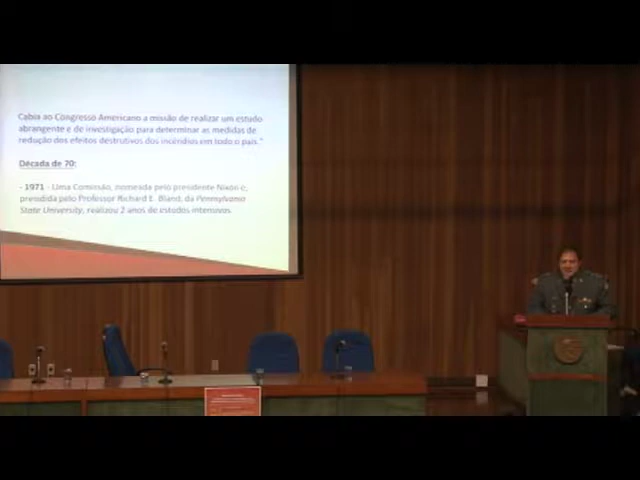 Cabia ao Congresso Americano a missão de realizar um estudo
abrangente e de investigação para determinar as medidas de
redução dos efeitos destrutivos dos incêndios em todo o país."
Década de 70:
- 1971 - Uma Comissão, nomeada pelo presidente Nixon e,
presidida pelo Professor Richard E. Bland, da Pennsylvania
State University, realizou 2 anos de estudos intensivos.